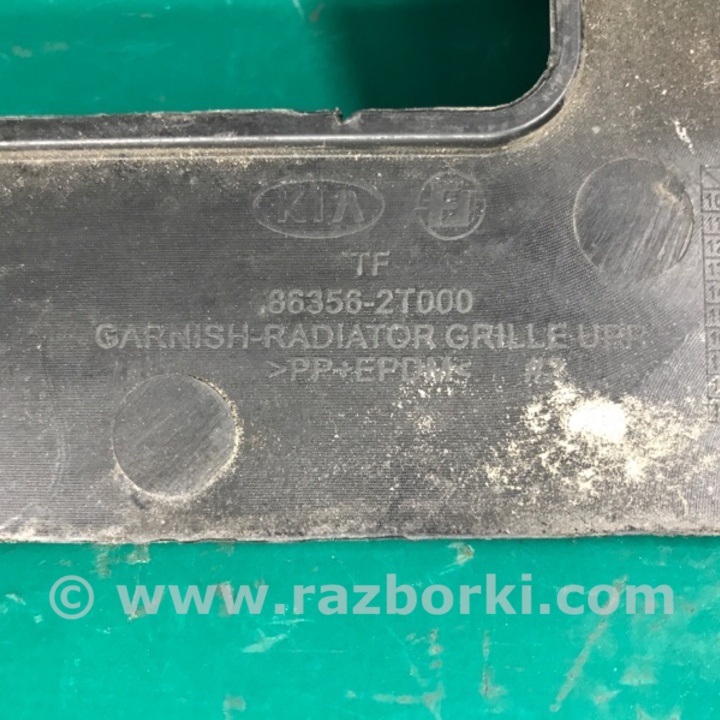 KIA
TF
86356-2T000
GARNISH-RADIATOR GRILLE UPR
>PP+EPDM<
© www.razborki.com